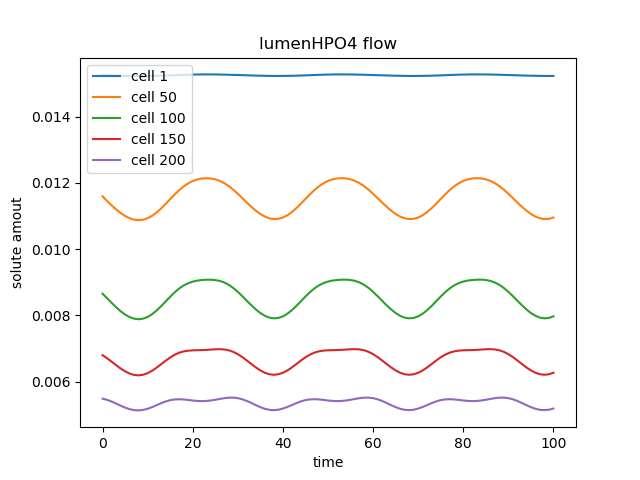 lumenHPO4 flow
cell 1
cell 50
cell 100
cell 150
cell 200
solute amout
0.014
0.012
0.010
0.008
0.006
0
20
40
60
80
100
time